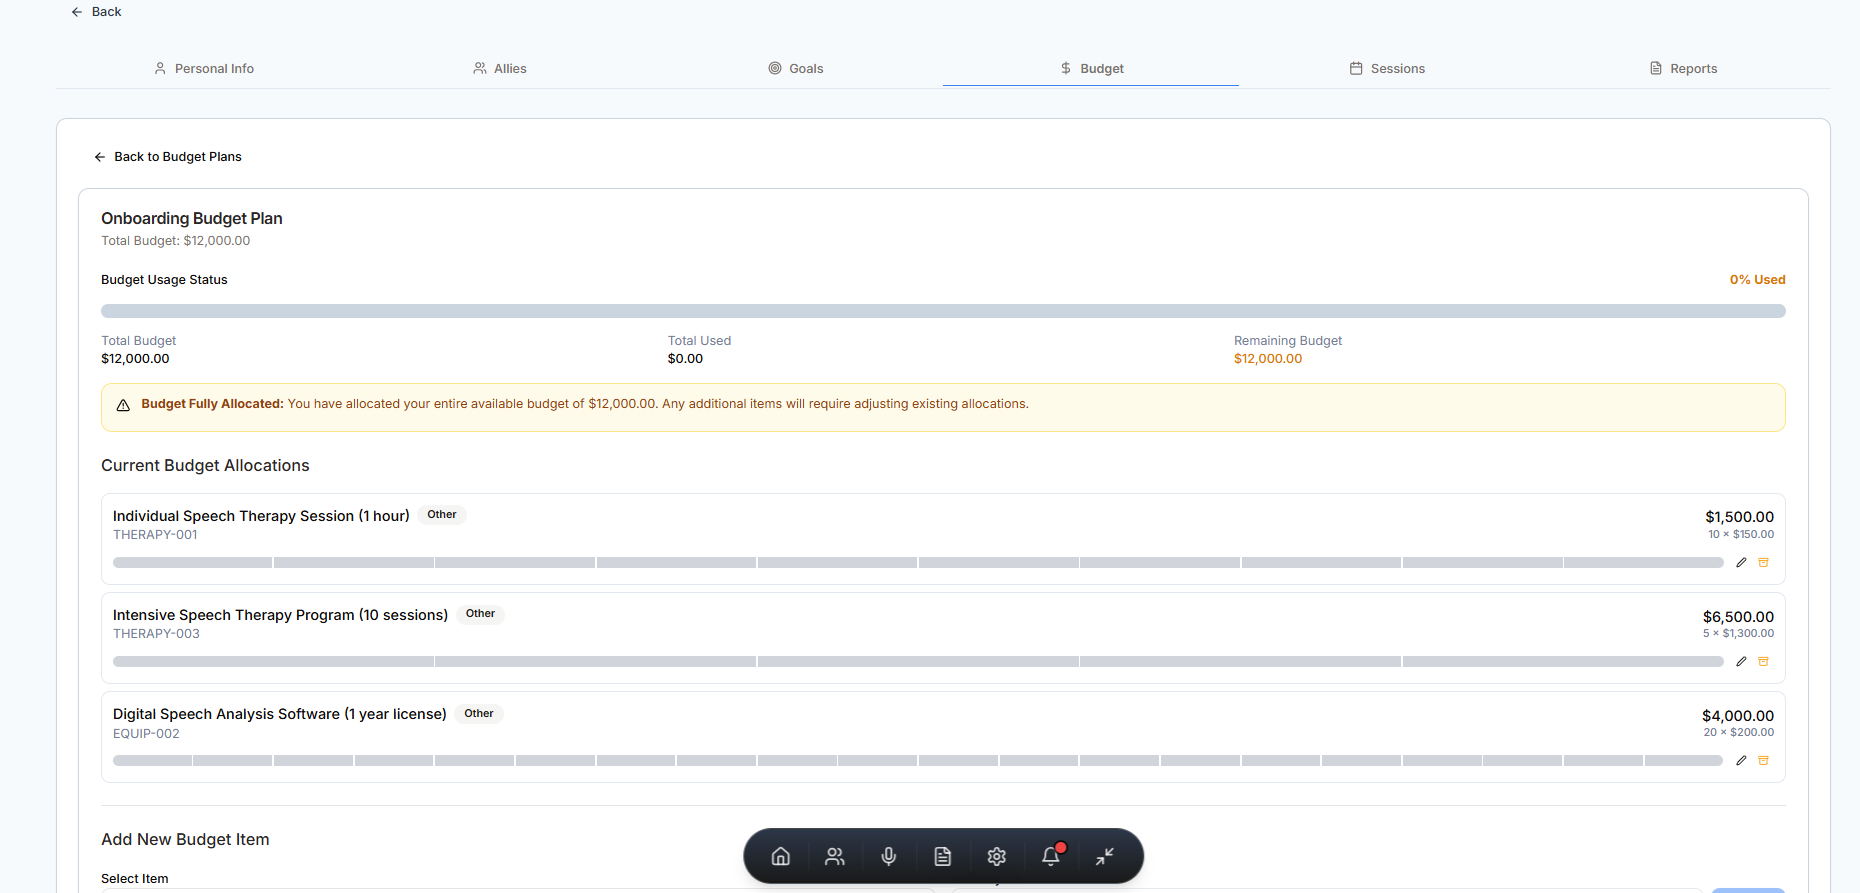 Back
Personal Info
Allies
Goals
Budget
Sessions
Reports
Back to Budget Plans
Onboarding Budget Plan
Total Budget: $12,000.00
Budget Usage Status
0% Used
Total Budget
$12,000.00
Total Used
$0.00
Remaining Budget
$12,000.00
Budget Fully Allocated: You have allocated your entire available budget of $12,000.00. Any additional items will require adjusting existing allocations.
Current Budget Allocations
Individual Speech Therapy Session (1 hour)
Other
THERAPY-001
$1,500.00
10 × $150.00
Intensive Speech Therapy Program (10 sessions)
Other
THERAPY-003
$6,500.00
5 × $1,300.00
Digital Speech Analysis Software (1 year license)
Other
EQUIP-002
$4,000.00
20 × $200.00
Add New Budget Item
Select Item